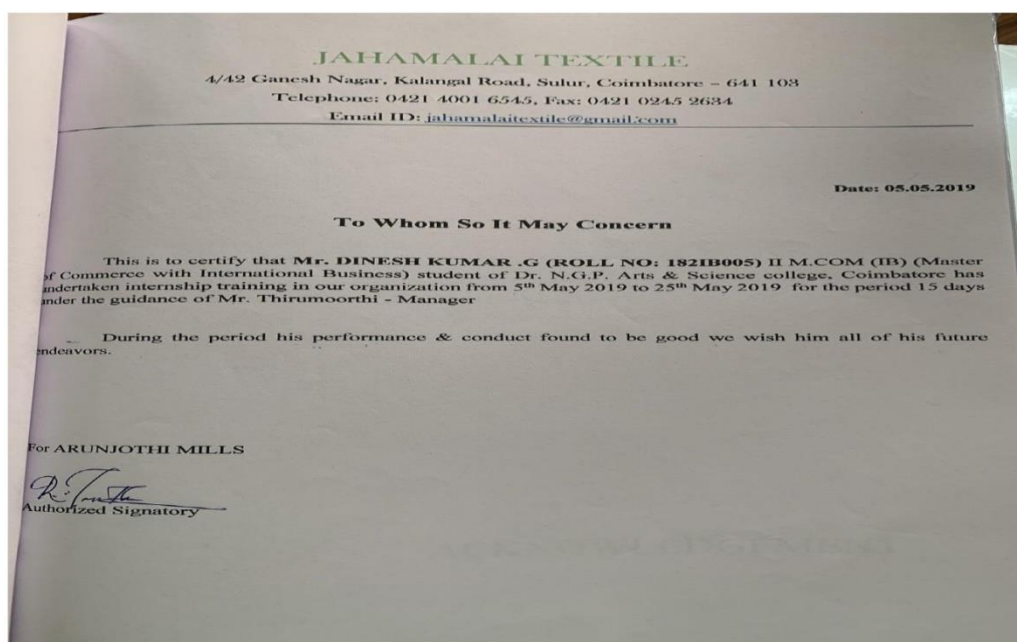 JAHAMALAI TEXTILE
4/42 Ganesh Nagar, Kalangal Road, Sulur, Coimbatore – 641 103
Telephone: 0421 4001 6545, Fax: 0421 0245 2634
Email ID: jahamalaitextile@gmail.com
Date: 05.05.2019
To Whom So It May Concern
This is to certify that Mr. DINESH KUMAR .G (ROLL NO: 182IB005) II M.COM (IB) (Master
of Commerce with International Business) student of Dr. N.G.P. Arts & Science college, Coimbatore has
undertaken internship training in our organization from 5th May 2019 to 25th May 2019 for the period 15 days
under the guidance of Mr. Thirumoorthi - Manager
During the period his performance & conduct found to be good we wish him all of his future
endeavors.
For ARUNJOTHI MILLS
Authorized Signatory